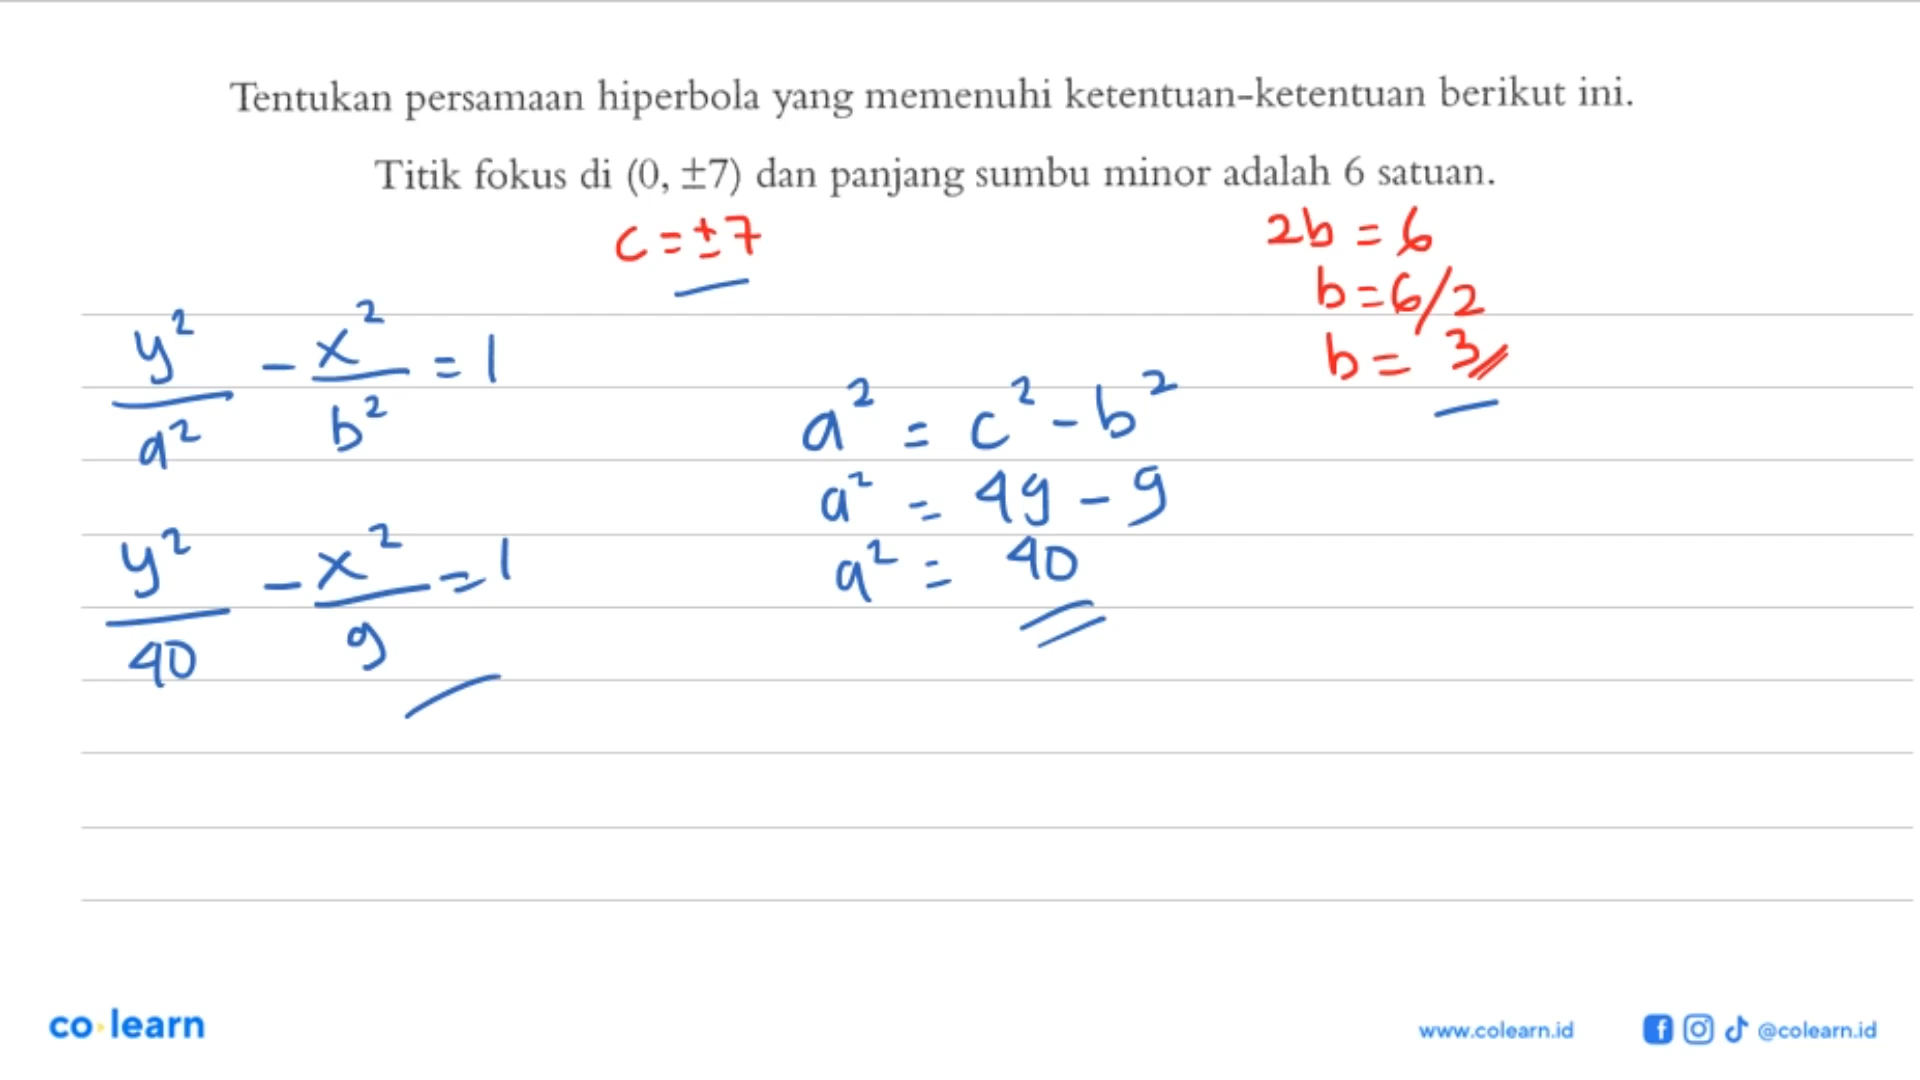 Tentukan persamaan hiperbola yang memenuhi ketentuan-ketentuan berikut ini.
Titik fokus di (0, ±7) dan panjang sumbu minor adalah 6 satuan.
c = ±7
2b = 6
b = 6/2
b = 3
y²/a² - x²/b² = 1
a² = c² - b²
a² = 49 - 9
a² = 40
y²/40 - x²/9 = 1
co learn
www.colearn.id
@colearn.id